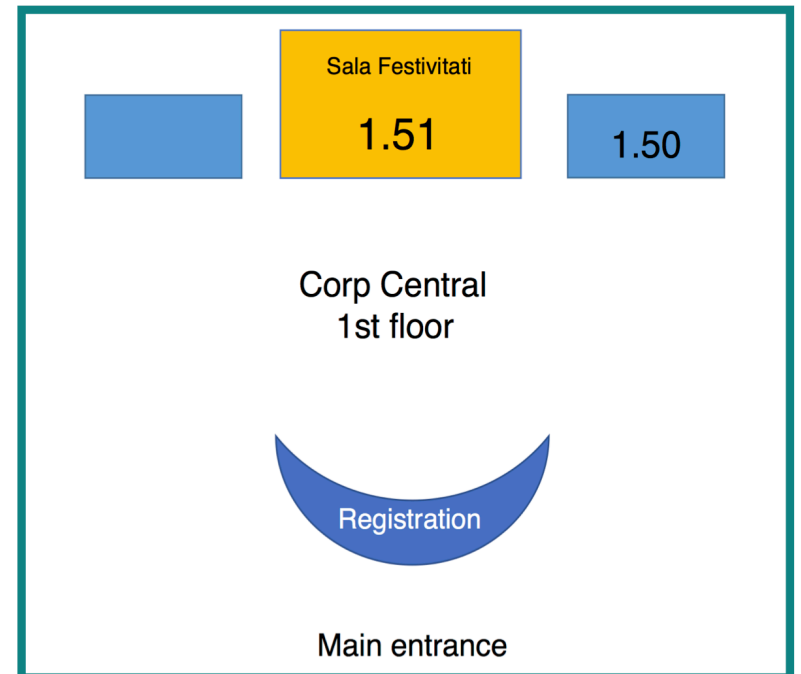 Sala Festivitati
1.51
1.50
Corp Central
1st floor
Registration
Main entrance